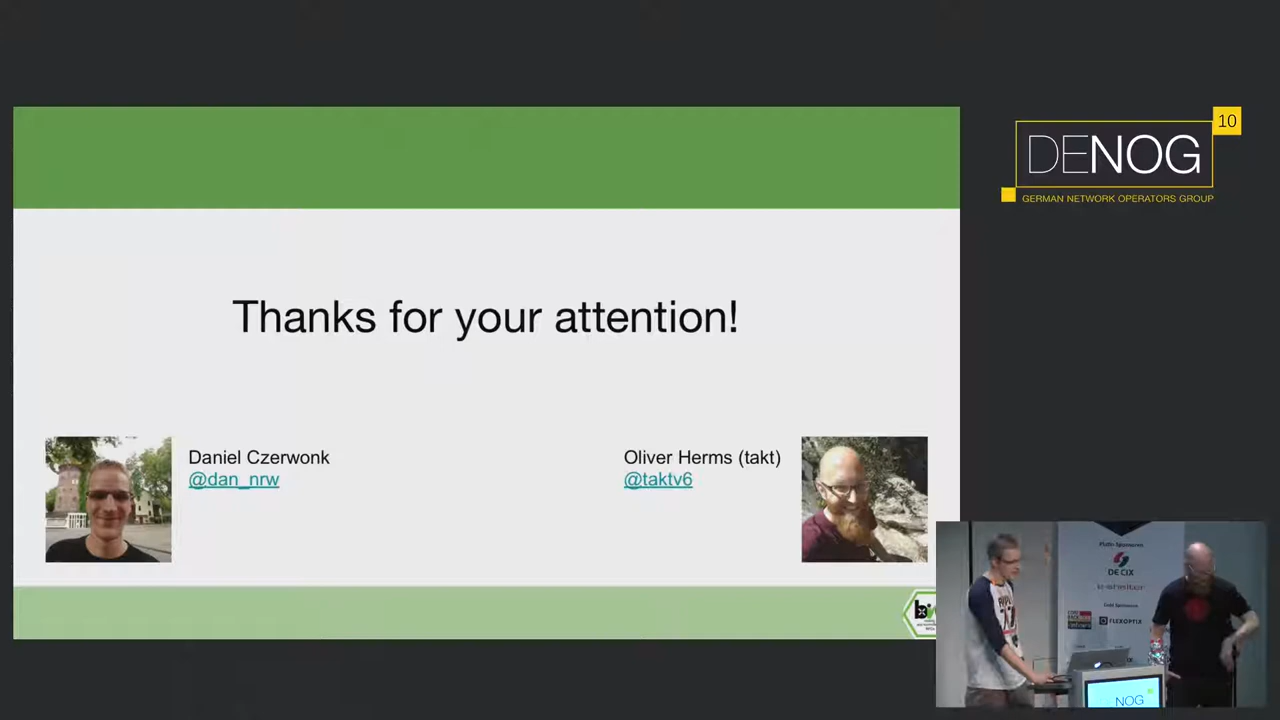 10
DENOG
GERMAN NETWORK OPERATORS GROUP
Thanks for your attention!
Daniel Czerwonk
@dan_nrw
Oliver Herms (takt)
@taktv6
DE CIX
FLEXOPTIX
NOG